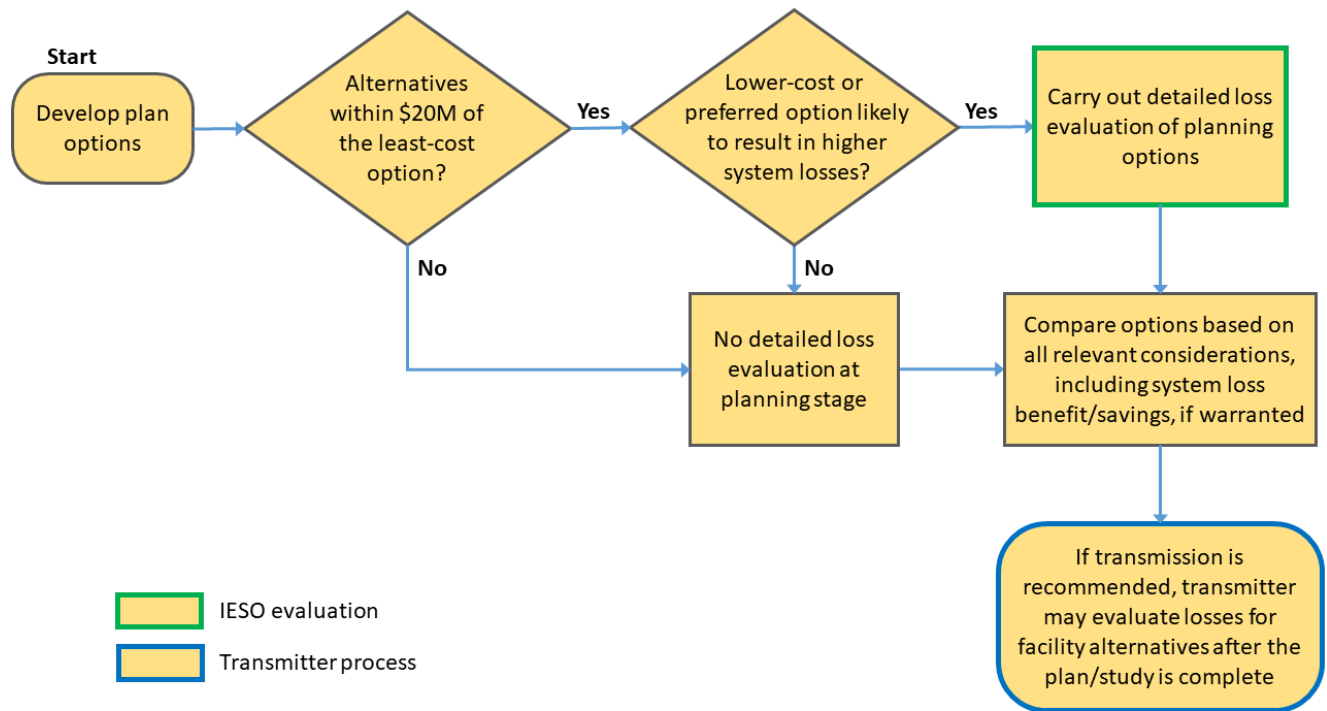 Start
Develop plan
options
Alternatives
within $20M of
the least-cost
option?
Yes
Lower-cost or
preferred option likely
to result in higher
system losses?
Yes
Carry out detailed loss
evaluation of planning
options
No
No
No detailed loss
evaluation at
planning stage
Compare options based on
all relevant considerations,
including system loss
benefit/savings, if warranted
If transmission is
recommended, transmitter
may evaluate losses for
facility alternatives after the
plan/study is complete
IESO evaluation
Transmitter process